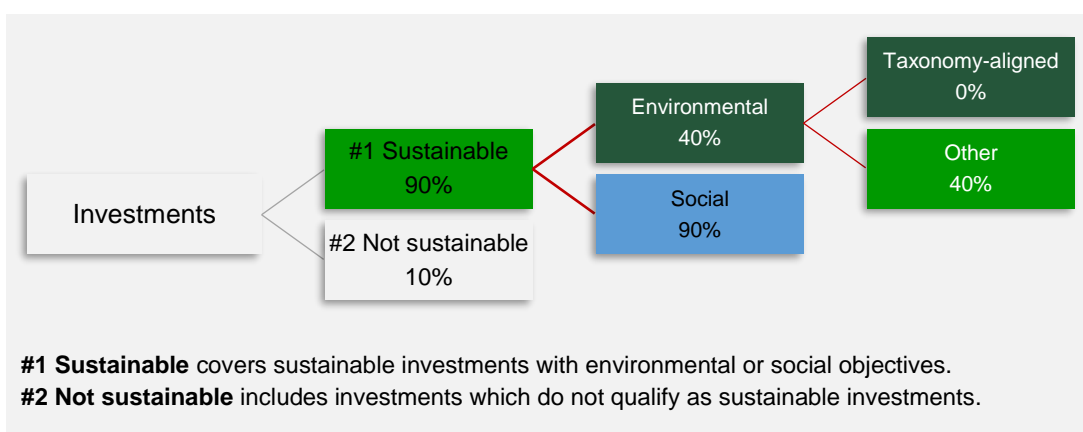 Investments
#1 Sustainable
90%
#2 Not sustainable
10%
Environmental
40%
Social
90%
Taxonomy-aligned
0%
Other
40%
#1 Sustainable covers sustainable investments with environmental or social objectives.
#2 Not sustainable includes investments which do not qualify as sustainable investments.